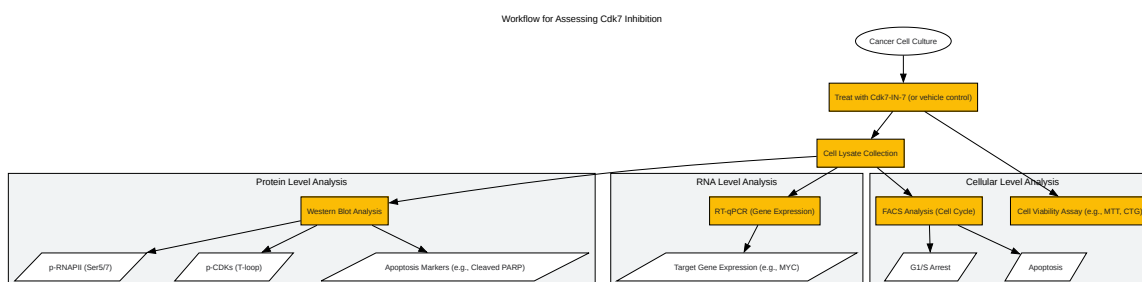 Workflow for Assessing Cdk7 Inhibition
Cancer Cell Culture
Treat with Cdk7-IN-7 (or vehicle control)
Cell Lysate Collection
Protein Level Analysis
RNA Level Analysis
Cellular Level Analysis
Western Blot Analysis
RT-qPCR (Gene Expression)
FACS Analysis (Cell Cycle)
Cell Viability Assay (e.g., MTT, CTG)
p-RNAPII (Ser5/7)
p-CDKs (T-loop)
Apoptosis Markers (e.g., Cleaved PARP)
Target Gene Expression (e.g., MYC)
G1/S Arrest
Apoptosis